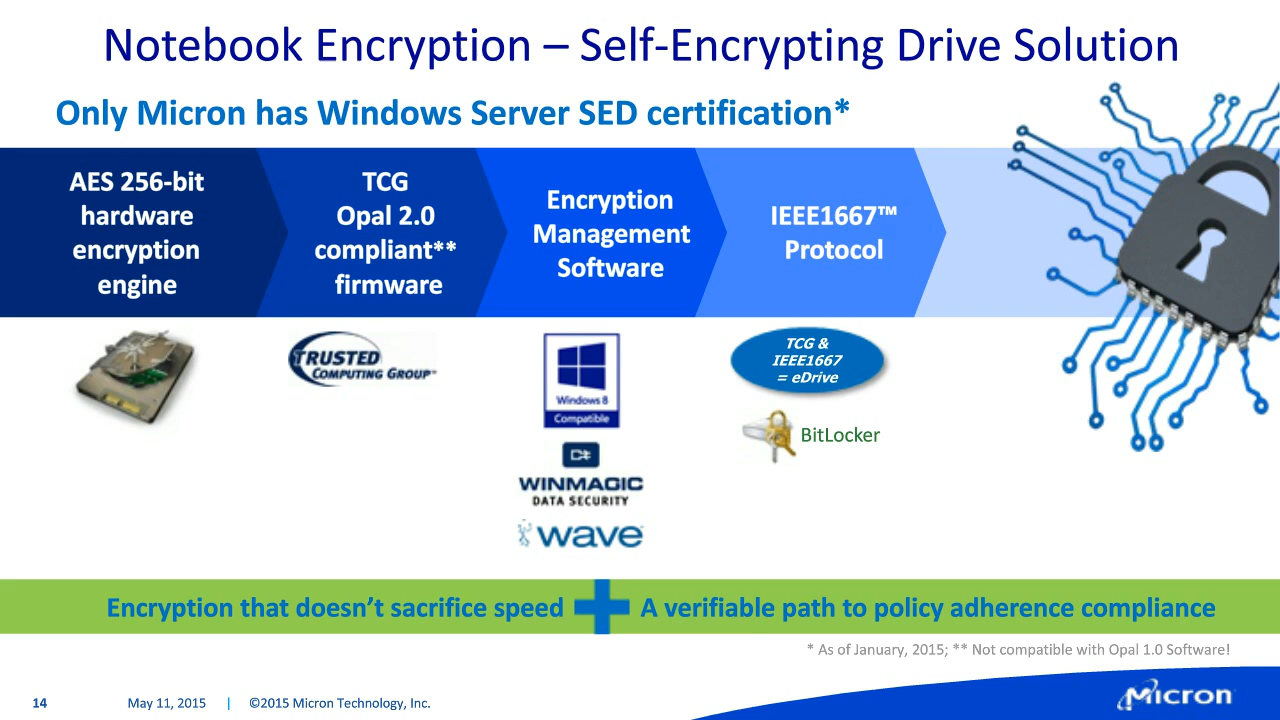 Notebook Encryption – Self-Encrypting Drive Solution
Only Micron has Windows Server SED certification*
AES 256-bit
hardware
encryption
engine
TCG
Opal 2.0
compliant**
firmware
Encryption
Management
Software
IEEE1667™
Protocol
TRUSTED
COMPUTING GROUP™
Windows 8
Compatible
WINMAGIC
DATA SECURITY
wave
TCG &
IEEE1667
= eDrive
BitLocker
Encryption that doesn’t sacrifice speed
A verifiable path to policy adherence compliance
* As of January, 2015; ** Not compatible with Opal 1.0 Software!
14 May 11, 2015 | ©2015 Micron Technology, Inc.
Micron